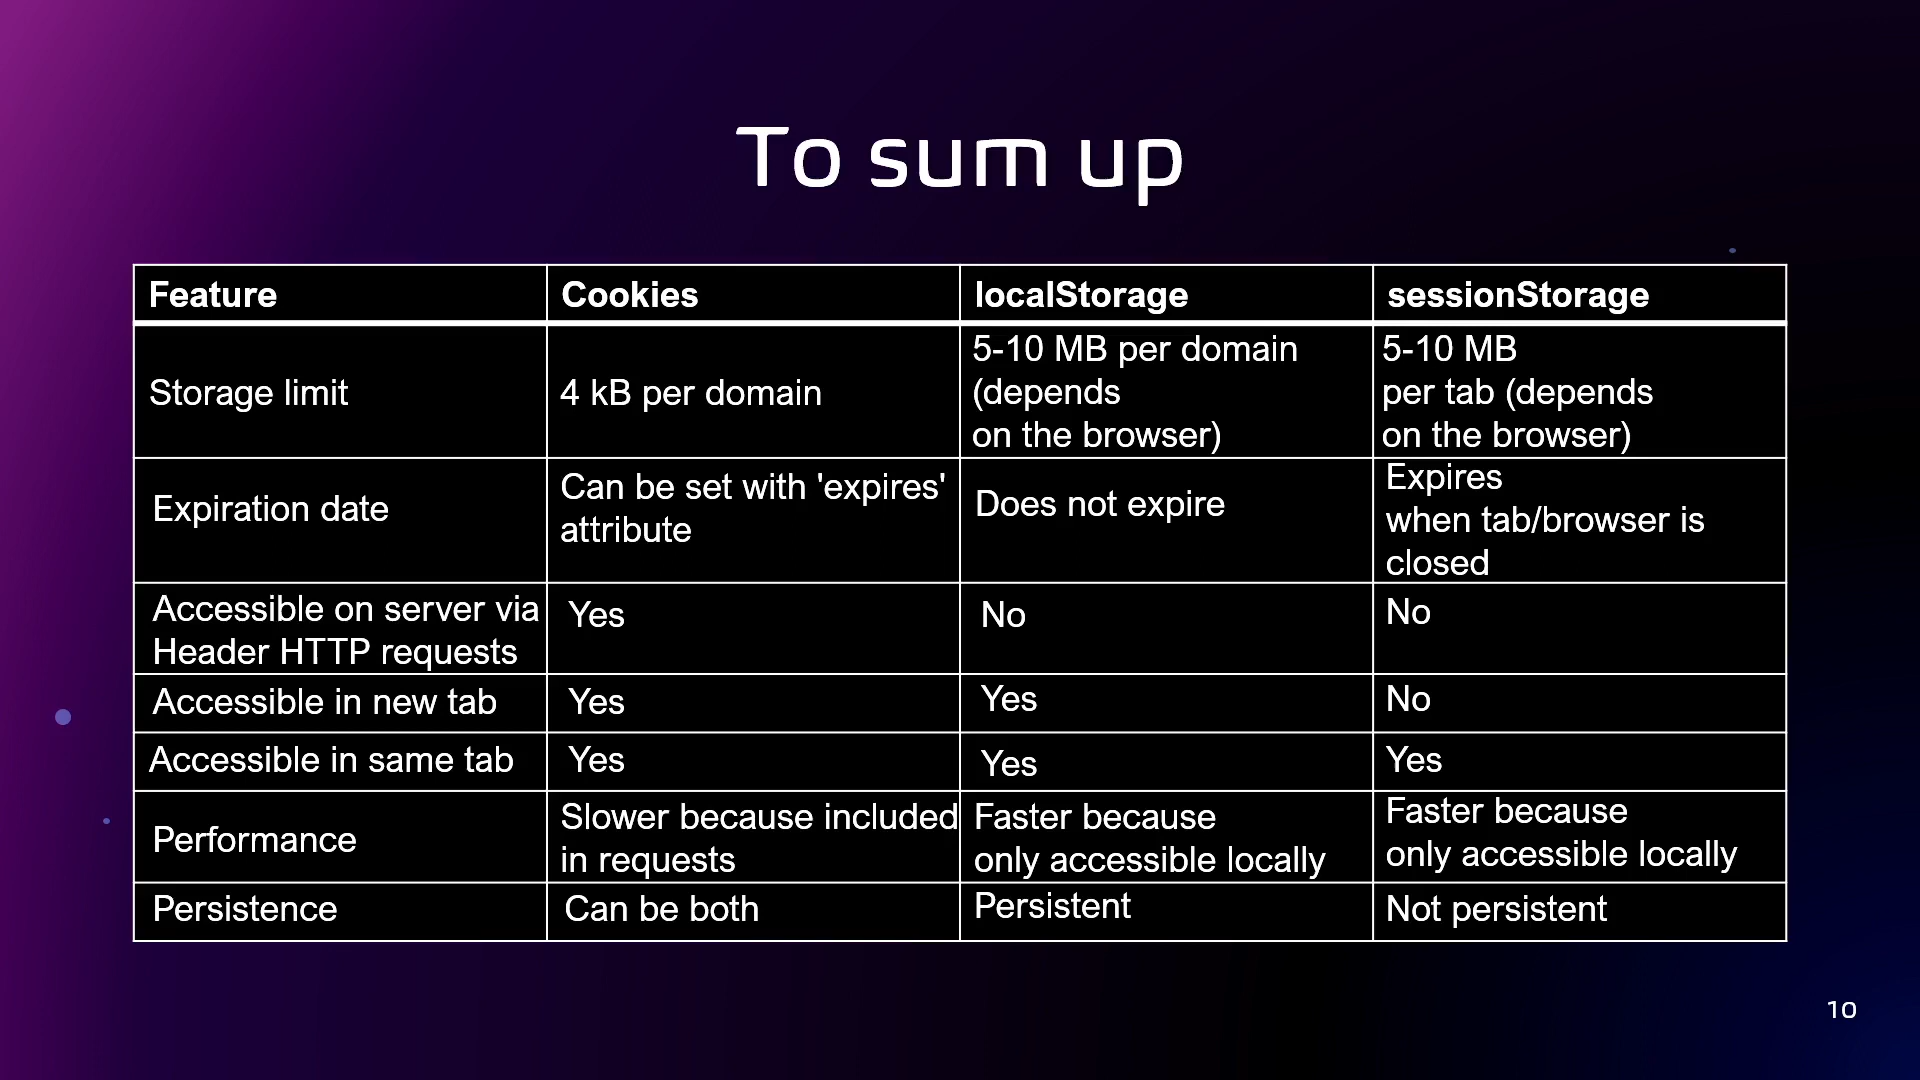 To sum up
Feature
Cookies
localStorage
sessionStorage
Storage limit
4 kB per domain
5-10 MB per domain
(depends
on the browser)
5-10 MB
per tab (depends
on the browser)
Expiration date
Can be set with 'expires'
attribute
Does not expire
Expires
when tab/browser is
closed
Accessible on server via
Header HTTP requests
Yes
No
No
Accessible in new tab
Yes
Yes
No
Accessible in same tab
Yes
Yes
Yes
Performance
Slower because included
in requests
Faster because
only accessible locally
Faster because
only accessible locally
Persistence
Can be both
Persistent
Not persistent
10